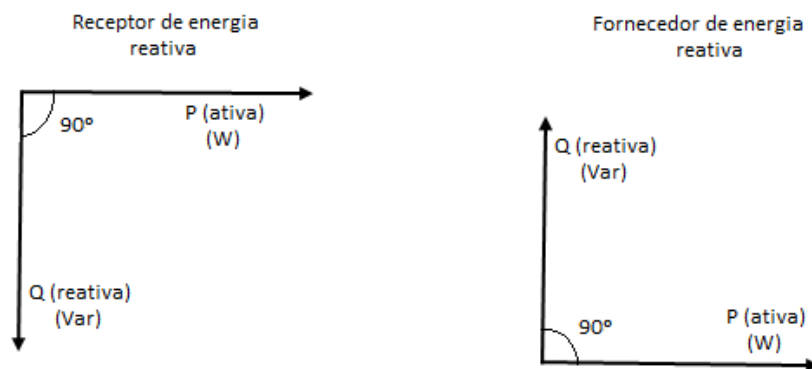 Receptor de energia
reativa
P (ativa)
(W)
90º
Q (reativa)
(Var)
Fornecedor de energia
reativa
Q (reativa)
(Var)
90º
P (ativa)
(W)